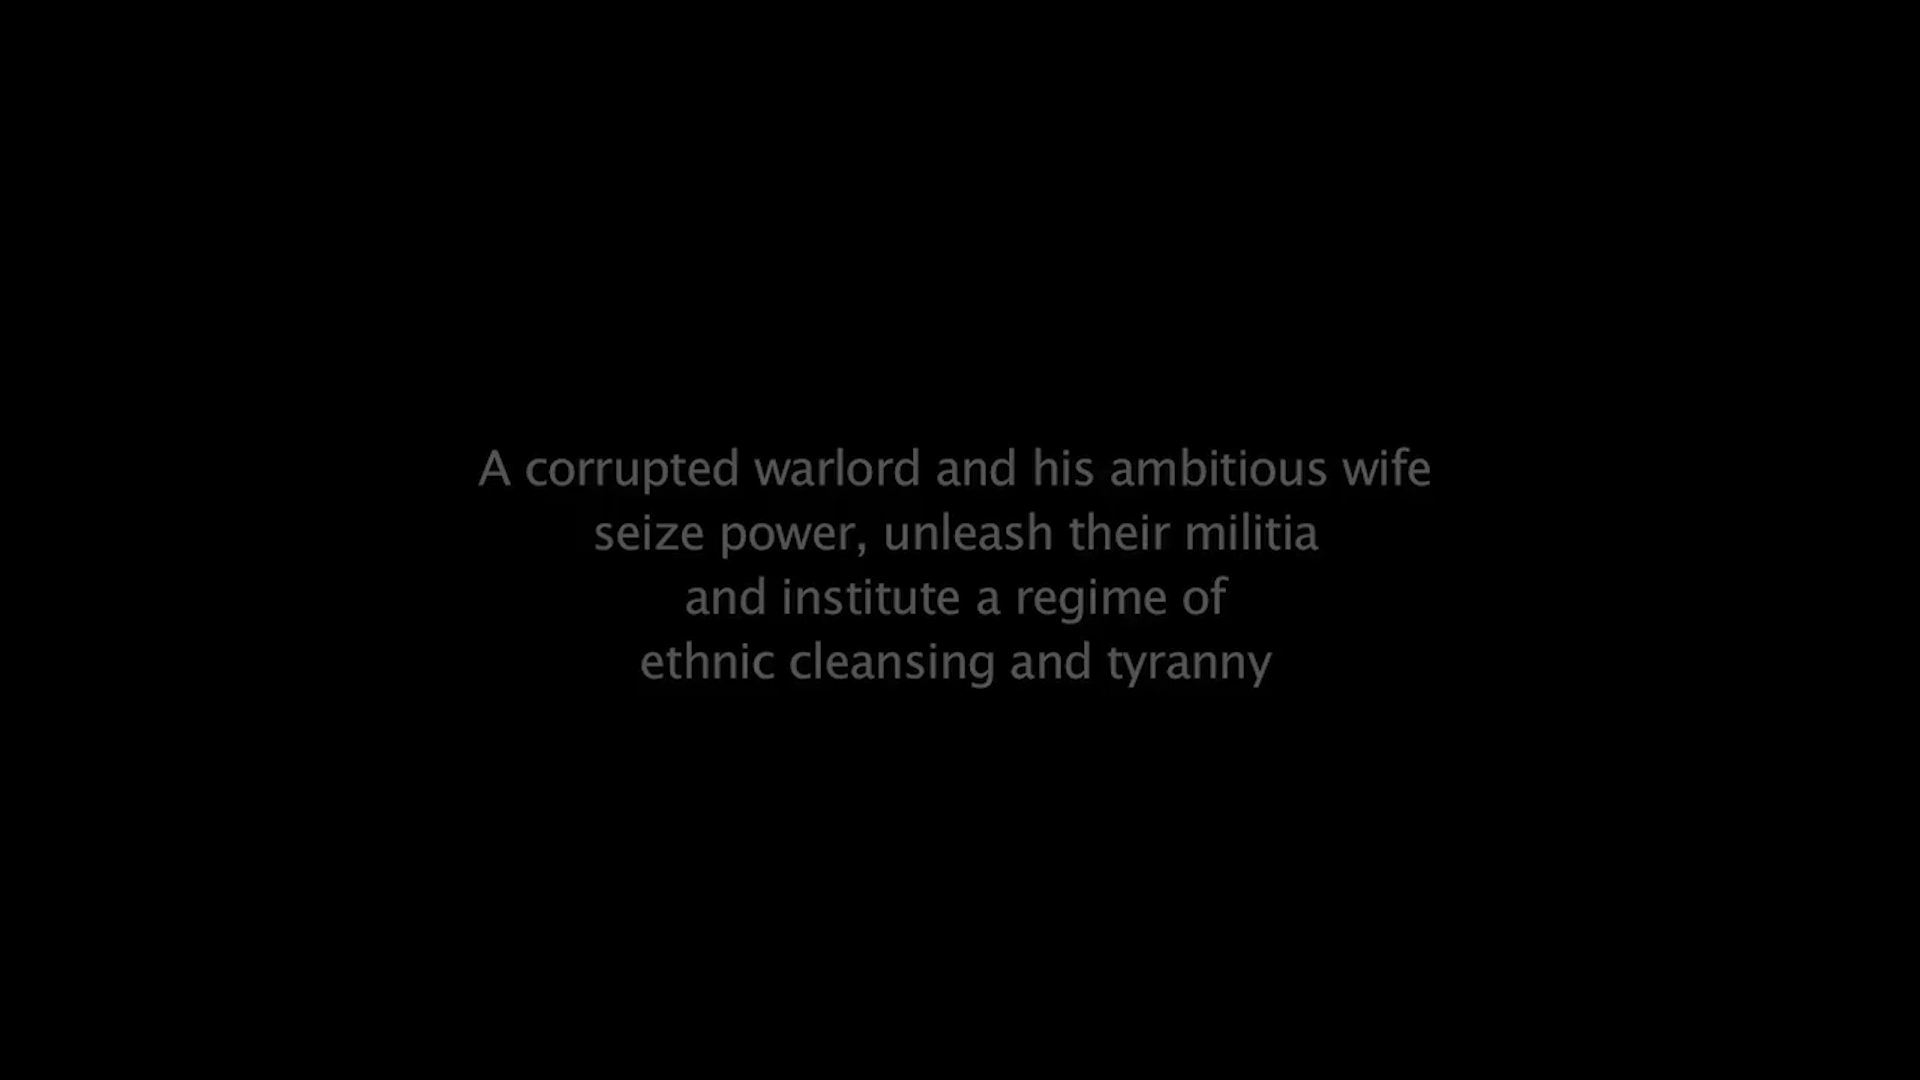 A corrupted warlord and his ambitious wife
seize power, unleash their militia
and institute a regime of
ethnic cleansing and tyranny